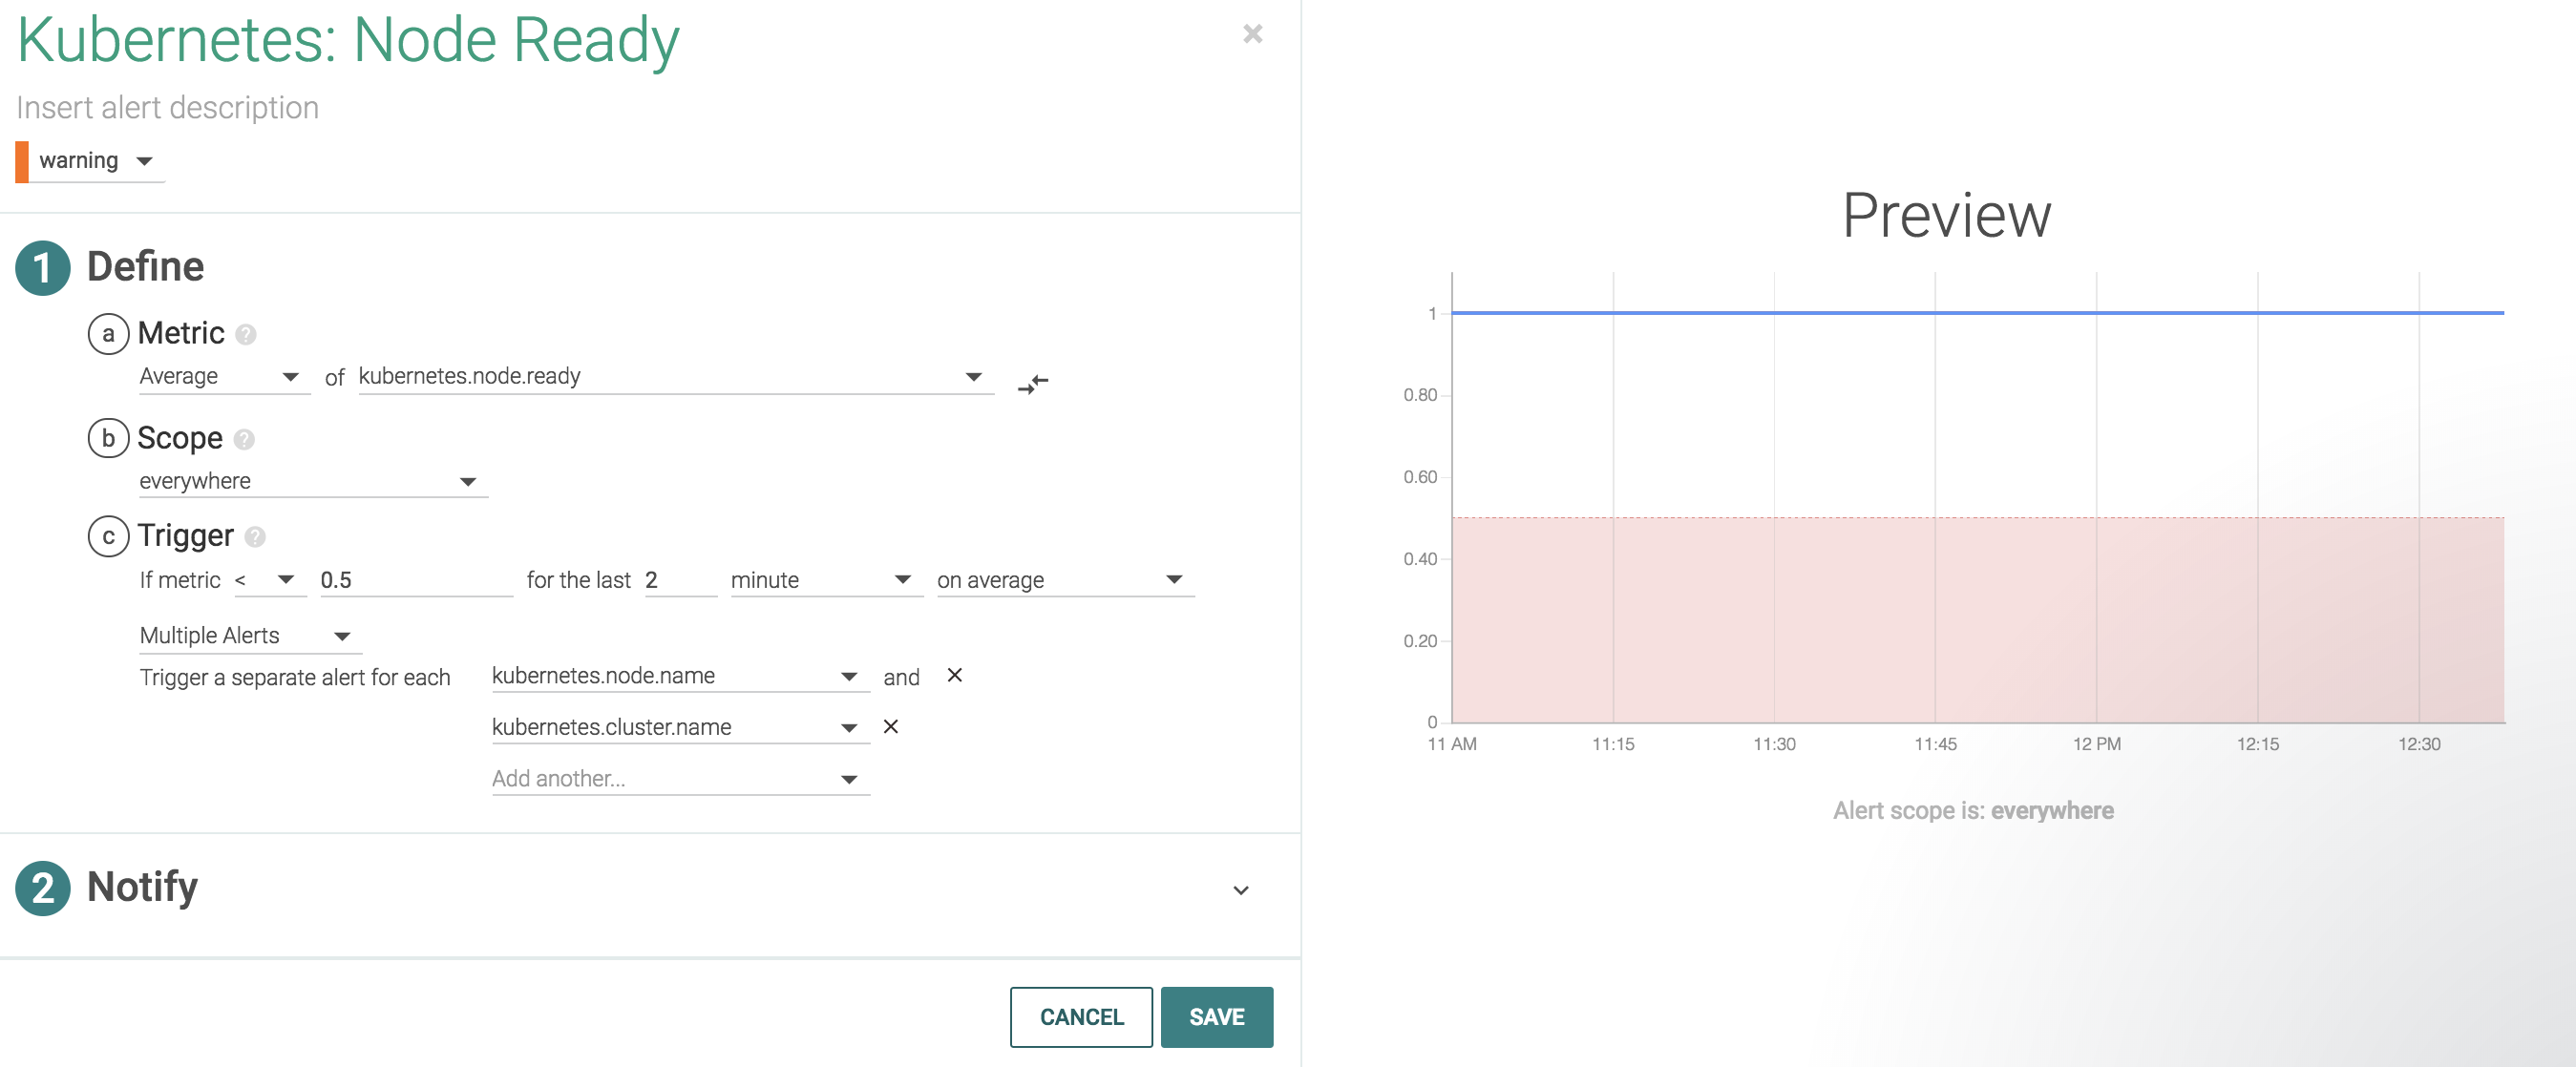 Kubernetes: Node Ready
×
Insert alert description
warning
1 Define
a Metric ?
Average of kubernetes.node.ready
b Scope ?
everywhere
c Trigger ?
If metric < 0.5 for the last 2 minute on average
Multiple Alerts
Trigger a separate alert for each kubernetes.node.name and ×
kubernetes.cluster.name ×
Add another...
2 Notify
CANCEL SAVE
Preview
1
0.80
0.60
0.40
0.20
0
11 AM 11:15 11:30 11:45 12 PM 12:15 12:30
Alert scope is: everywhere